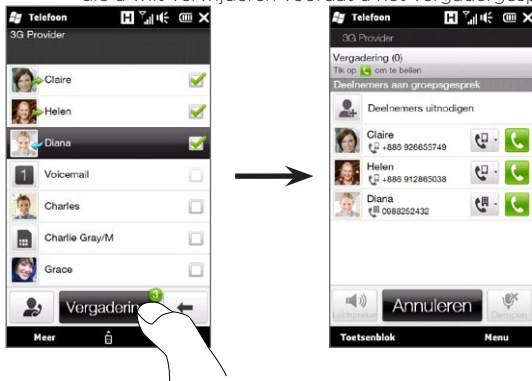 die u wilt verwijderen voordat u het vergadergesp
Telefoon
3G Provider
Claire
Helen
Diana
1 Voicemail
Charles
Charlie Gray/M
Grace
Vergadering 3
Meer
Telefoon
3G Provider
Vergadering (0)
Tik op om te bellen
Deelnemers aan groepsgesprek
Deelnemers uitnodigen
Claire
+886 926655749
Helen
+886 912865038
Diana
0988252432
Luidspreker Annuleren Dempen
Toetsenblok Menu